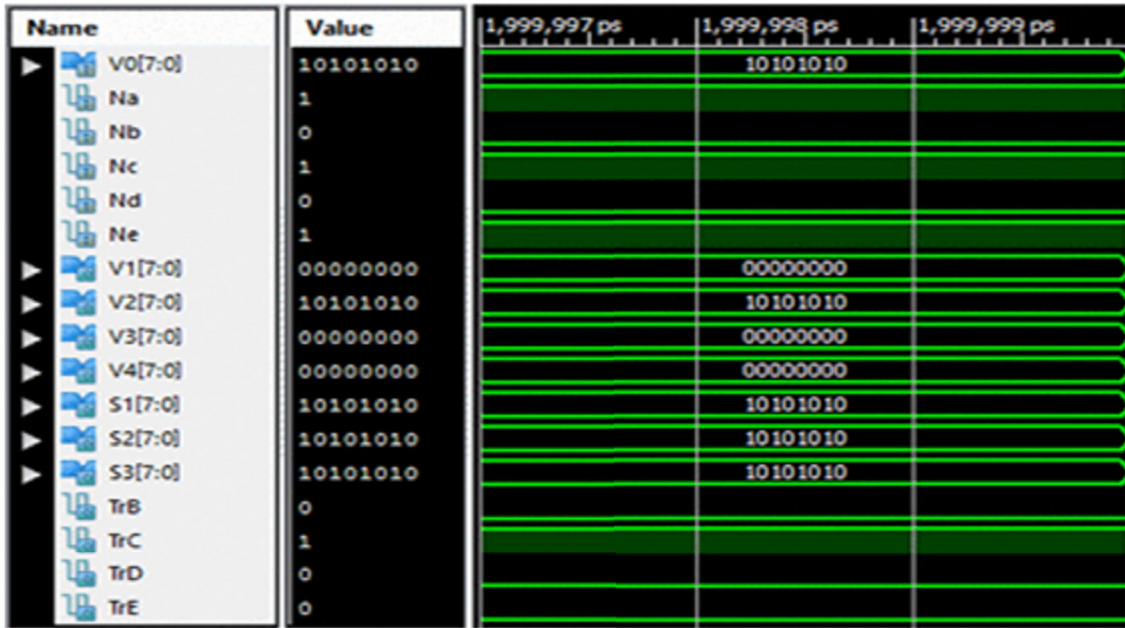 Name Value 1,999,997 ps 1,999,998 ps 1,999,999 ps
V0[7:0] 10101010 10101010
Na 1
Nb 0
Nc 1
Nd 0
Ne 1
V1[7:0] 00000000 00000000
V2[7:0] 10101010 10101010
V3[7:0] 00000000 00000000
V4[7:0] 00000000 00000000
S1[7:0] 10101010 10101010
S2[7:0] 10101010 10101010
S3[7:0] 10101010 10101010
TrB 0
TrC 1
TrD 0
TrE 0